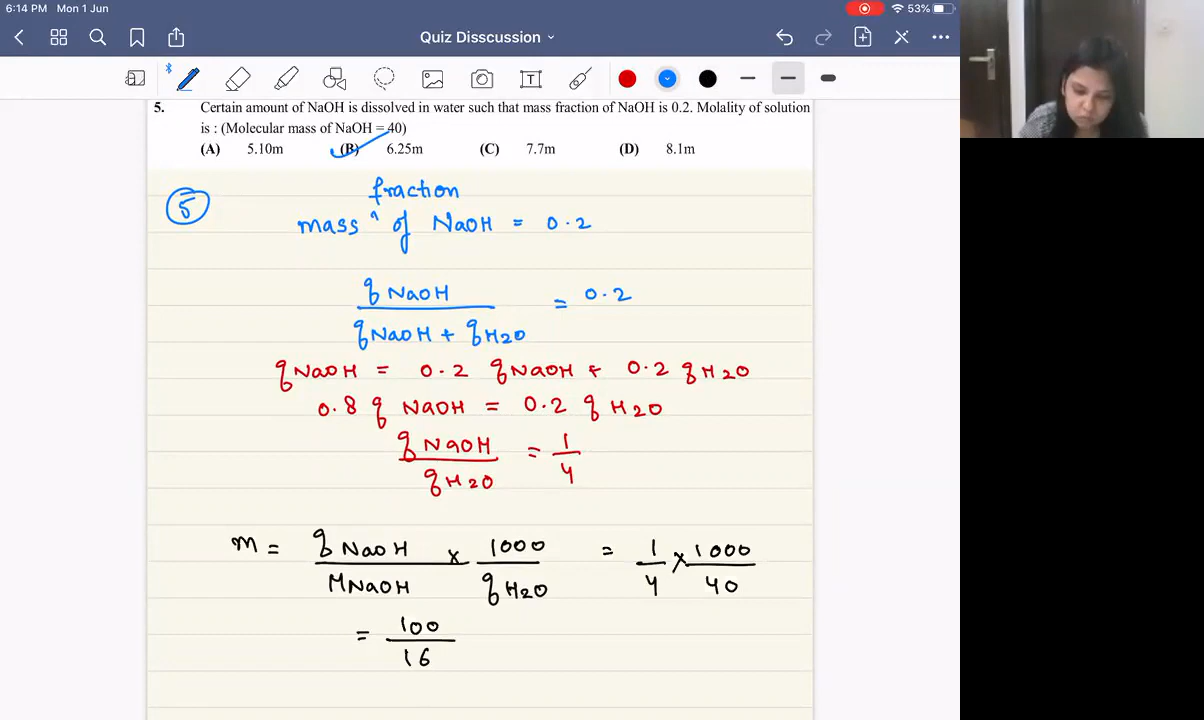 6:14 PM Mon 1 Jun
53%
Quiz Disscussion
5. Certain amount of NaOH is dissolved in water such that mass fraction of NaOH is 0.2. Molality of solution
is : (Molecular mass of NaOH = 40)
(A) 5.10m (B) 6.25m (C) 7.7m (D) 8.1m
5
fraction
mass ^ of NaOH = 0.2
g NaOH
= 0.2
g NaOH + g H2O
g NaOH = 0.2 g NaOH + 0.2 g H2O
0.8 g NaOH = 0.2 g H2O
g NaOH
= 1/4
g H2O
m = g NaOH / MNaOH x 1000 / g H2O = 1/4 x 1000/40
= 100/16